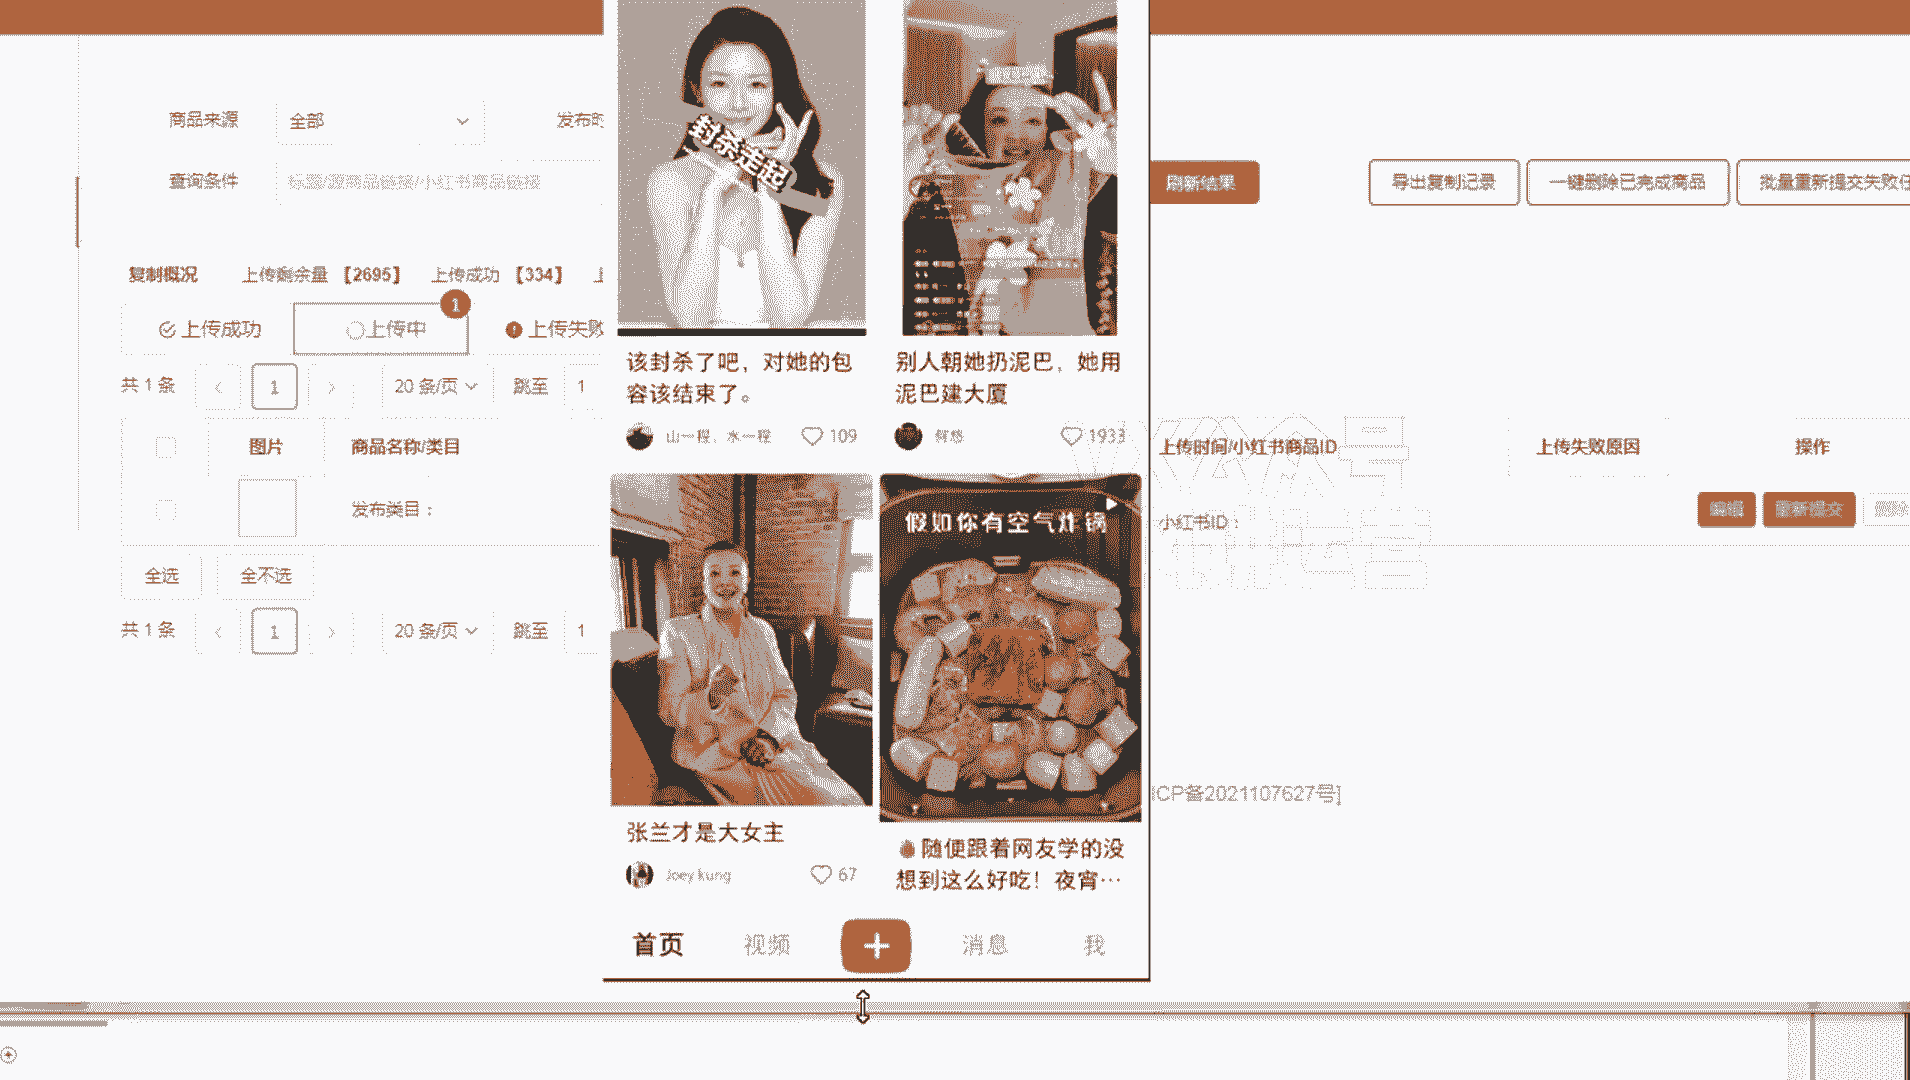 商品来源
全部
发布时
查询条件
标题/源商品链接/小红书商品链接
刷新结果
导出复制记录
一键删除已完成商品
批量重新提交失败任
复制概况
上传剩余量【2695】
上传成功【334】
上传成功
上传中
1
上传失败
共 1 条
1
20 条/页
跳至
1
图片
商品名称/类目
上传时间/小红书商品ID
上传失败原因
操作
发布类目：
小红书ID：
编辑
重新提交
删除
全选
全不选
共 1 条
1
20 条/页
跳至
1
ICP备2021107627号]
封杀走起
该封杀了吧，对她的包
容该结束了。
山一程、水一程
109
别人朝她扔泥巴，她用
泥巴建大厦
1933
假如你有空气炸锅
张兰才是大女主
Joey kung
67
随便跟着网友学的没
想到这么好吃！夜宵…
首页
视频
消息
我